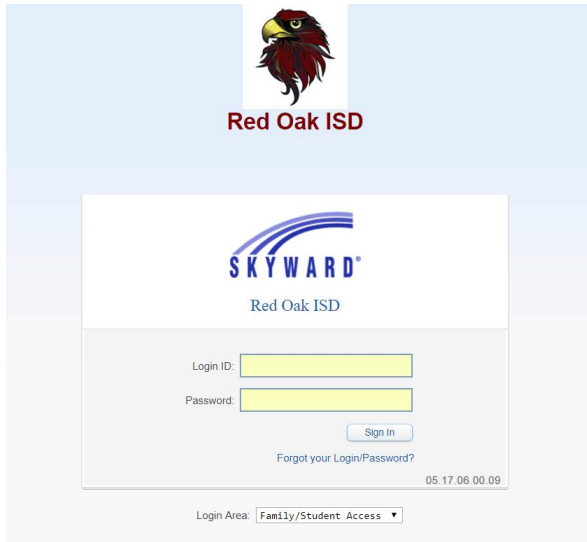 Red Oak ISD
SKYWARD®
Red Oak ISD
Login ID:
Password:
Sign In
Forgot your Login/Password?
05.17.06.00.09
Login Area: Family/Student Access ▼